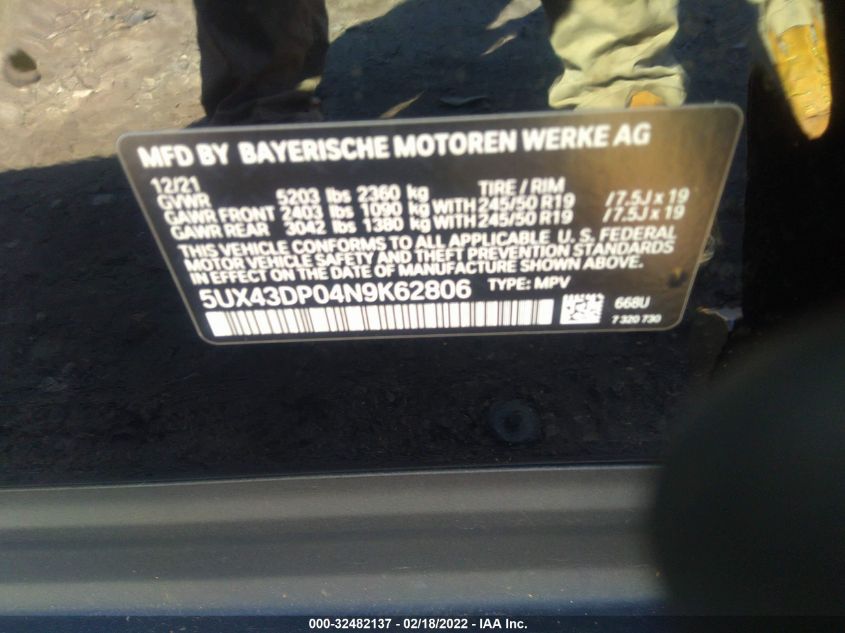 MFD BY BAYERISCHE MOTOREN WERKE AG
12/21 TIRE / RIM
GVWR 5203 lbs 2360 kg
GAWR FRONT 2403 lbs 1090 kg WITH 245/50 R19 /7.5J x 19
GAWR REAR 3042 lbs 1380 kg WITH 245/50 R19 /7.5J x 19
THIS VEHICLE CONFORMS TO ALL APPLICABLE U.S. FEDERAL
MOTOR VEHICLE SAFETY AND THEFT PREVENTION STANDARDS
IN EFFECT ON THE DATE OF MANUFACTURE SHOWN ABOVE.
5UX43DP04N9K62806 TYPE: MPV
668U
7 320 730
000-32482137 - 02/18/2022 - IAA Inc.